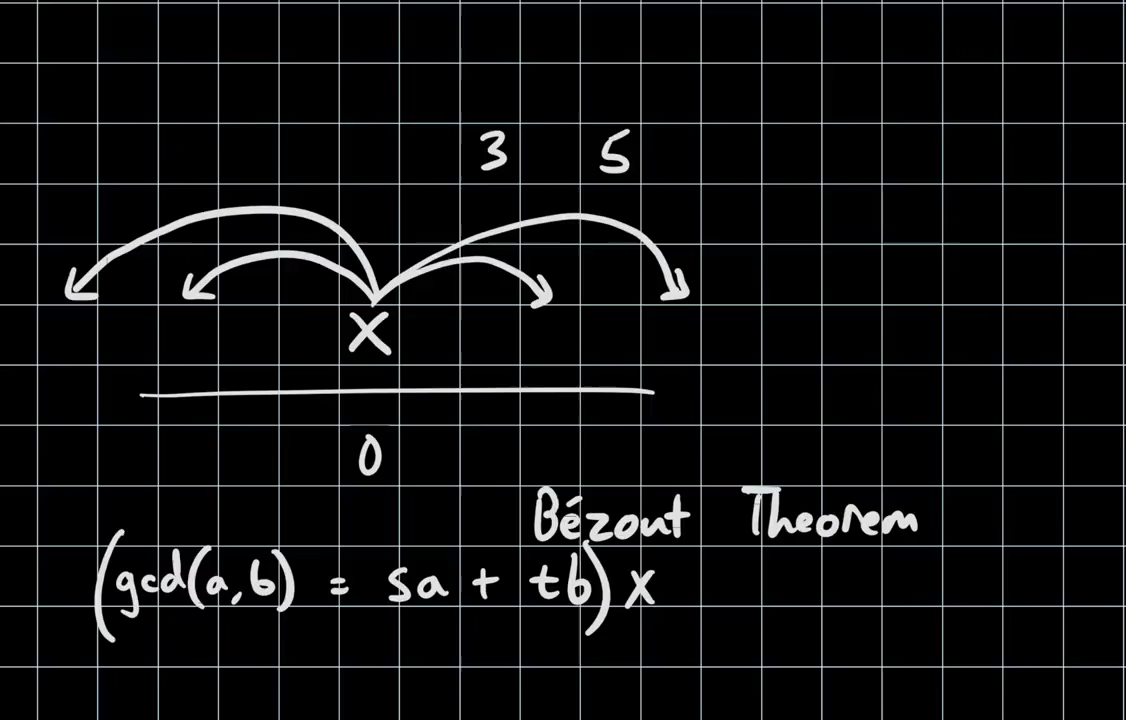 3 5
X
0
Bézout Theorem
(gcd(a,b) = sa + tb) X